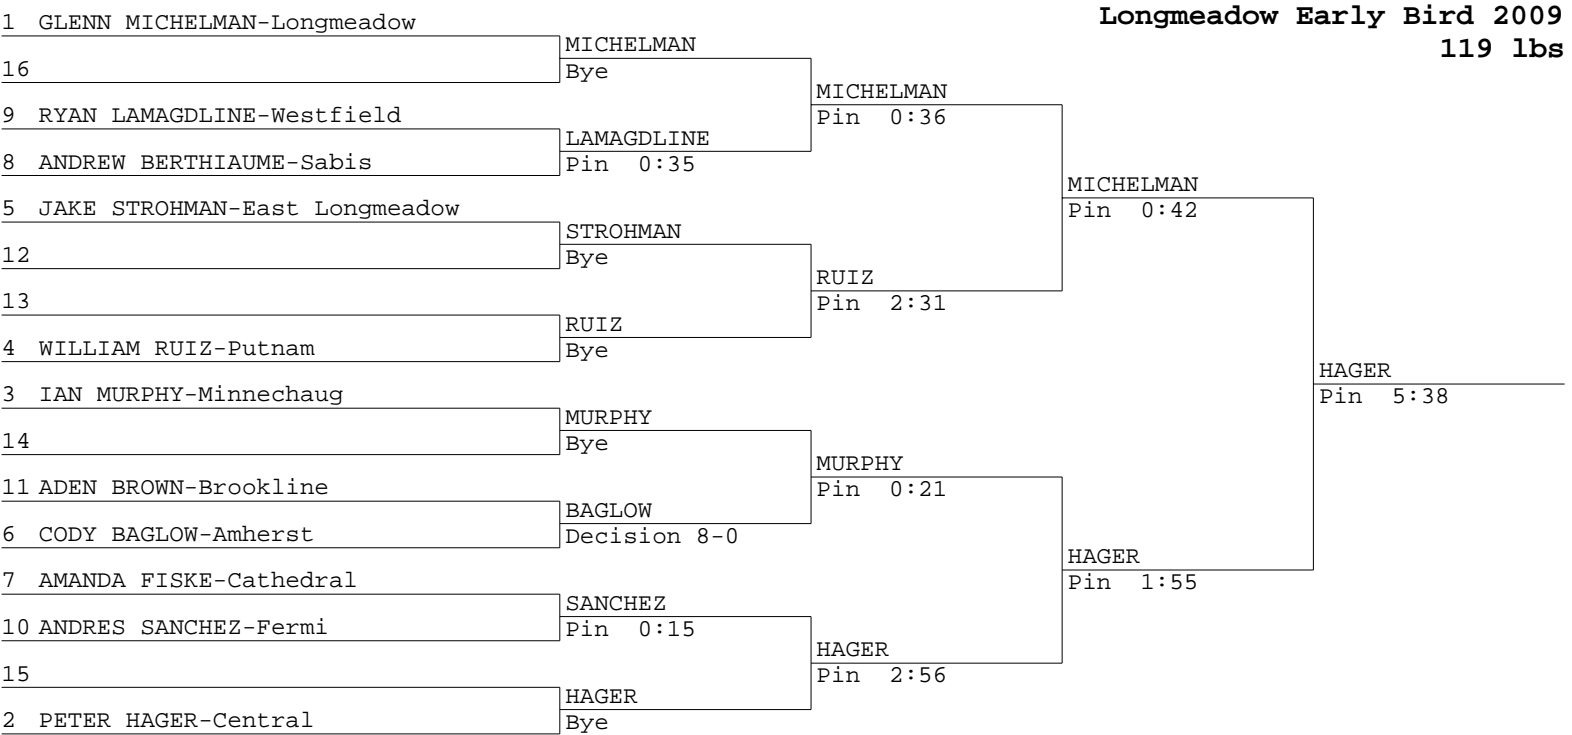 Longmeadow Early Bird 2009
119 lbs
1 GLENN MICHELMAN-Longmeadow
16
9 RYAN LAMAGDLINE-Westfield
8 ANDREW BERTHIAUME-Sabis
5 JAKE STROHMAN-East Longmeadow
12
13
4 WILLIAM RUIZ-Putnam
3 IAN MURPHY-Minnechaug
14
11 ADEN BROWN-Brookline
6 CODY BAGLOW-Amherst
7 AMANDA FISKE-Cathedral
10 ANDRES SANCHEZ-Fermi
15
2 PETER HAGER-Central
MICHELMAN
Bye
LAMAGDLINE
Pin 0:35
STROHMAN
Bye
RUIZ
Bye
MURPHY
Bye
BAGLOW
Decision 8-0
SANCHEZ
Pin 0:15
HAGER
Bye
MICHELMAN
Pin 0:36
RUIZ
Pin 2:31
MURPHY
Pin 0:21
HAGER
Pin 2:56
MICHELMAN
Pin 0:42
HAGER
Pin 1:55
HAGER
Pin 5:38